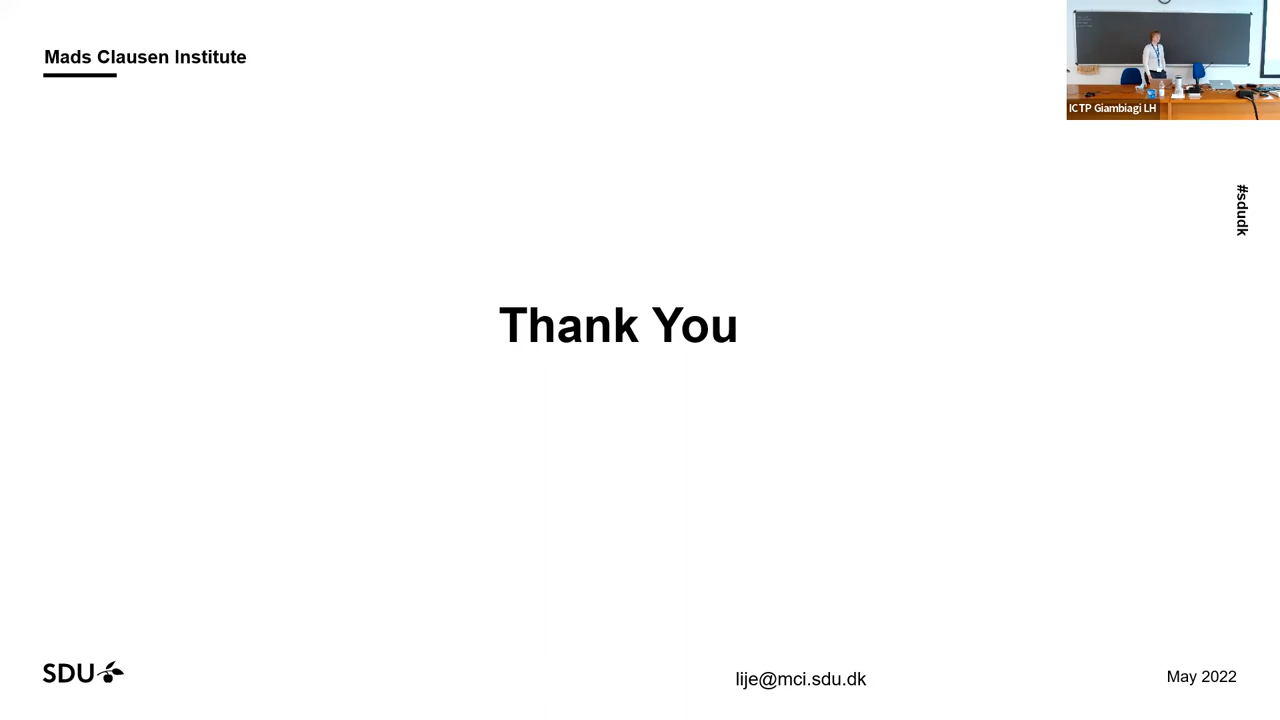 Mads Clausen Institute
ICTP Giambiagi LH
#sdudk
Thank You
SDU
lije@mci.sdu.dk
May 2022